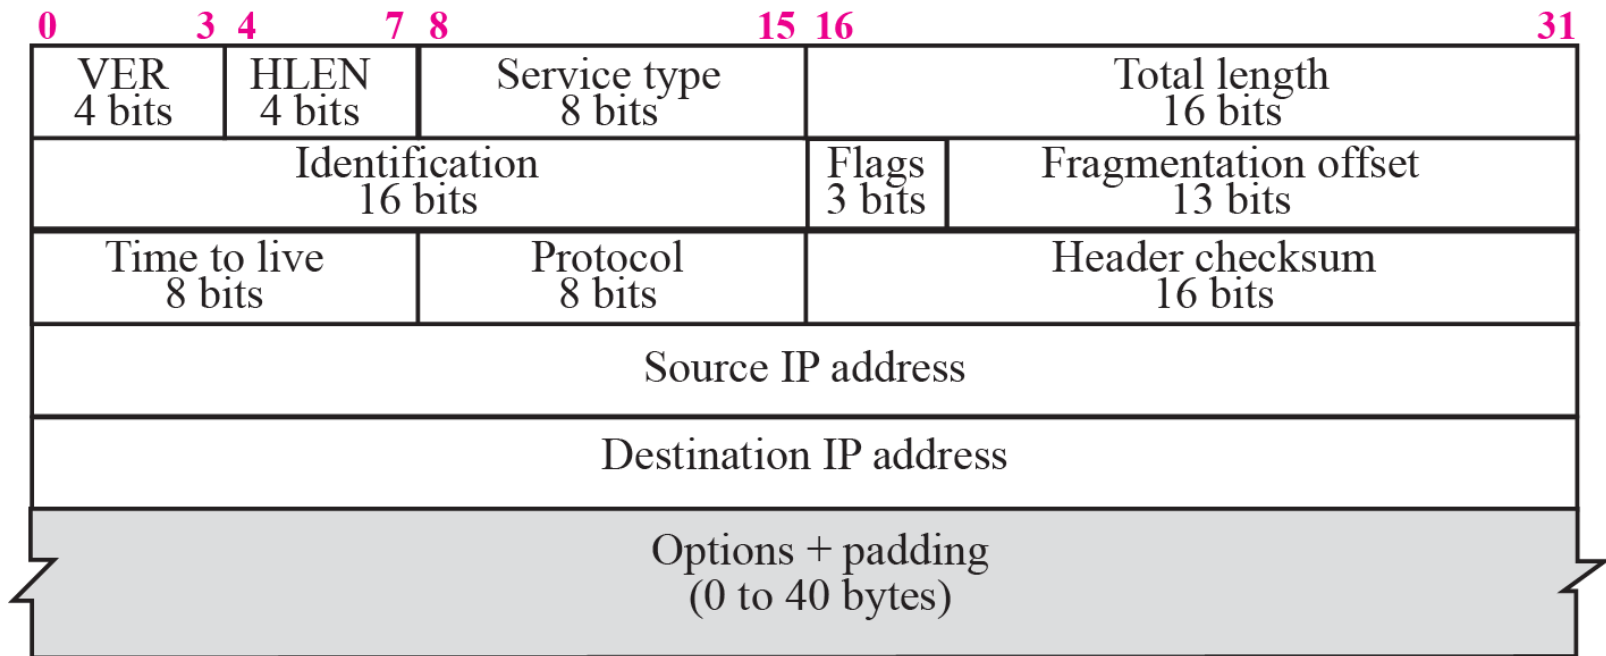 0 3 4 7 8 15 16 31
VER HLEN Service type Total length
4 bits 4 bits 8 bits 16 bits
Identification Flags Fragmentation offset
16 bits 3 bits 13 bits
Time to live Protocol Header checksum
8 bits 8 bits 16 bits
Source IP address
Destination IP address
Options + padding
(0 to 40 bytes)